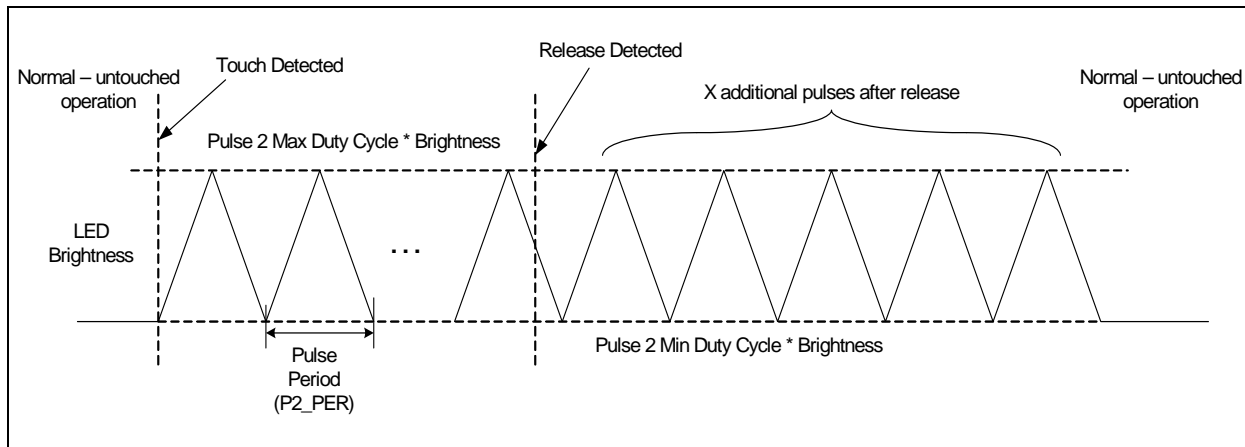 Normal – untouched
operation
Touch Detected
Release Detected
X additional pulses after release
Normal – untouched
operation
Pulse 2 Max Duty Cycle * Brightness
LED
Brightness
. . .
Pulse 2 Min Duty Cycle * Brightness
Pulse
Period
(P2_PER)